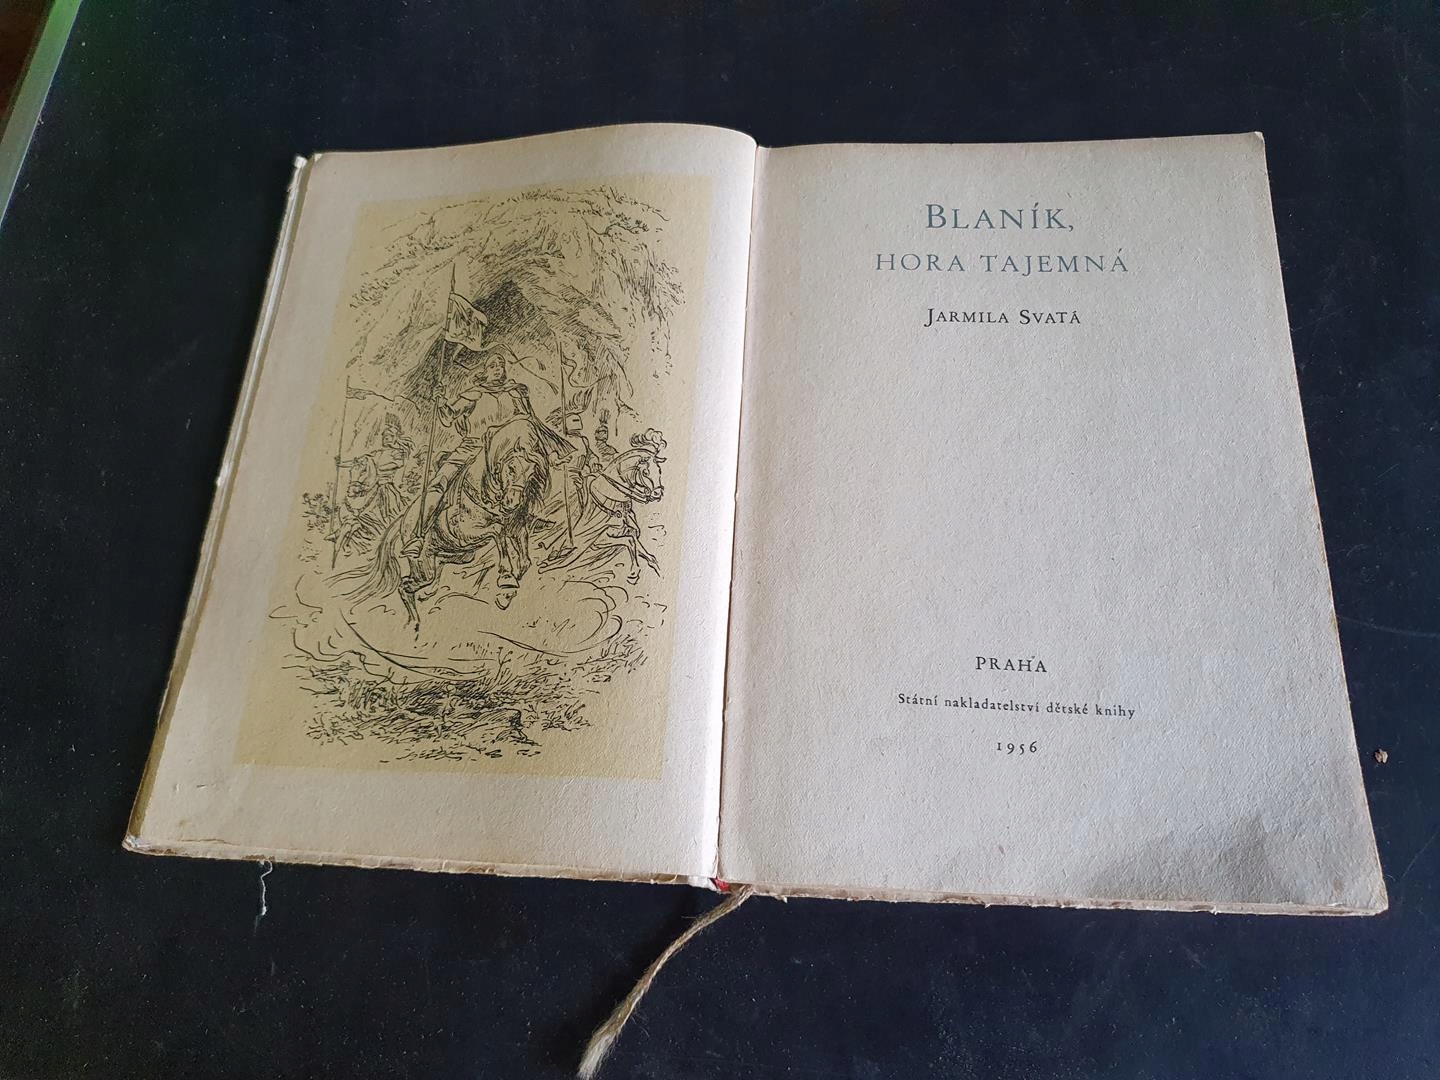 BLANÍK,
HORA TAJEMNÁ
JARMILA SVATÁ
PRAHA
Státní nakladatelství dětské knihy
1956